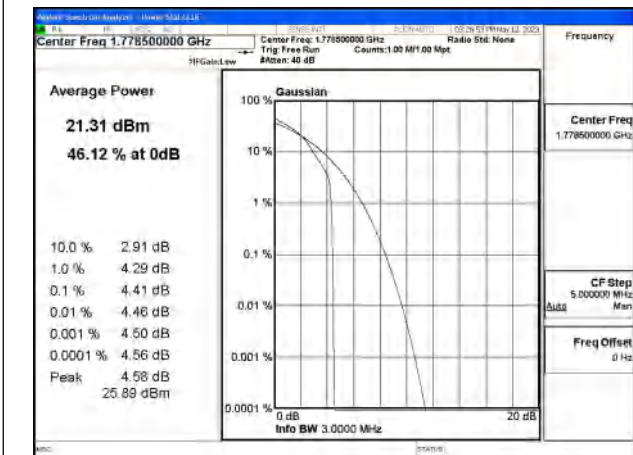 Center Freq 1.778500000 GHz
Center Freq: 1.778500000 GHz
Radio Std: None
Trig: Free Run
Counts:1.00 M/1.00 Mpt
#IFGain:Low
#Atten: 40 dB
Average Power
21.31 dBm
46.12 % at 0dB
10.0 % 2.91 dB
1.0 % 4.29 dB
0.1 % 4.41 dB
0.01 % 4.46 dB
0.001 % 4.50 dB
0.0001 % 4.56 dB
Peak 4.58 dB
25.89 dBm
Gaussian
100 %
10 %
1 %
0.1 %
0.01 %
0.001 %
0.0001 %
0 dB
20 dB
Info BW 3.0000 MHz
Frequency
Center Freq
1.778500000 GHz
CF Step
5.000000 MHz
Auto Man
Freq Offset
0 Hz
MSG
STATUS